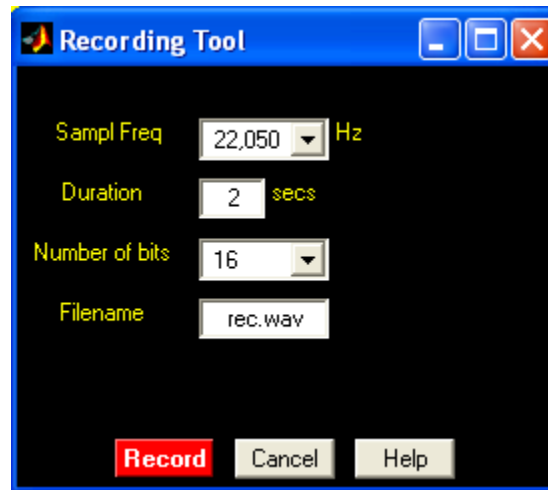 Recording Tool
Sampl Freq 22,050 Hz
Duration 2 secs
Number of bits 16
Filename rec.wav
Record Cancel Help